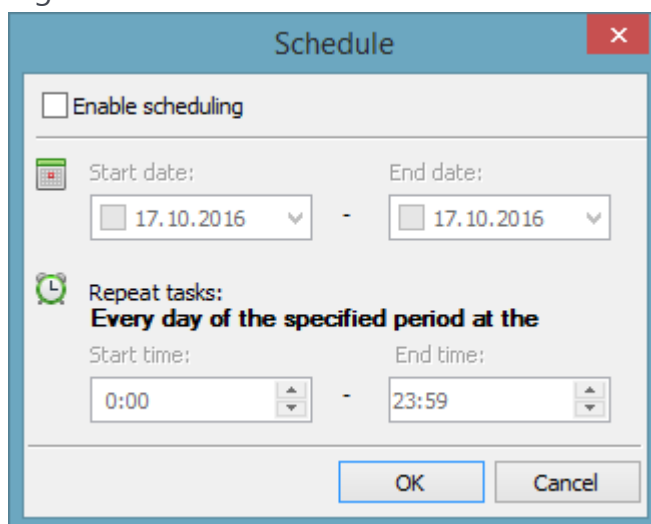 Schedule
Enable scheduling
Start date: End date:
17.10.2016 - 17.10.2016
Repeat tasks:
Every day of the specified period at the
Start time: End time:
0:00 - 23:59
OK Cancel